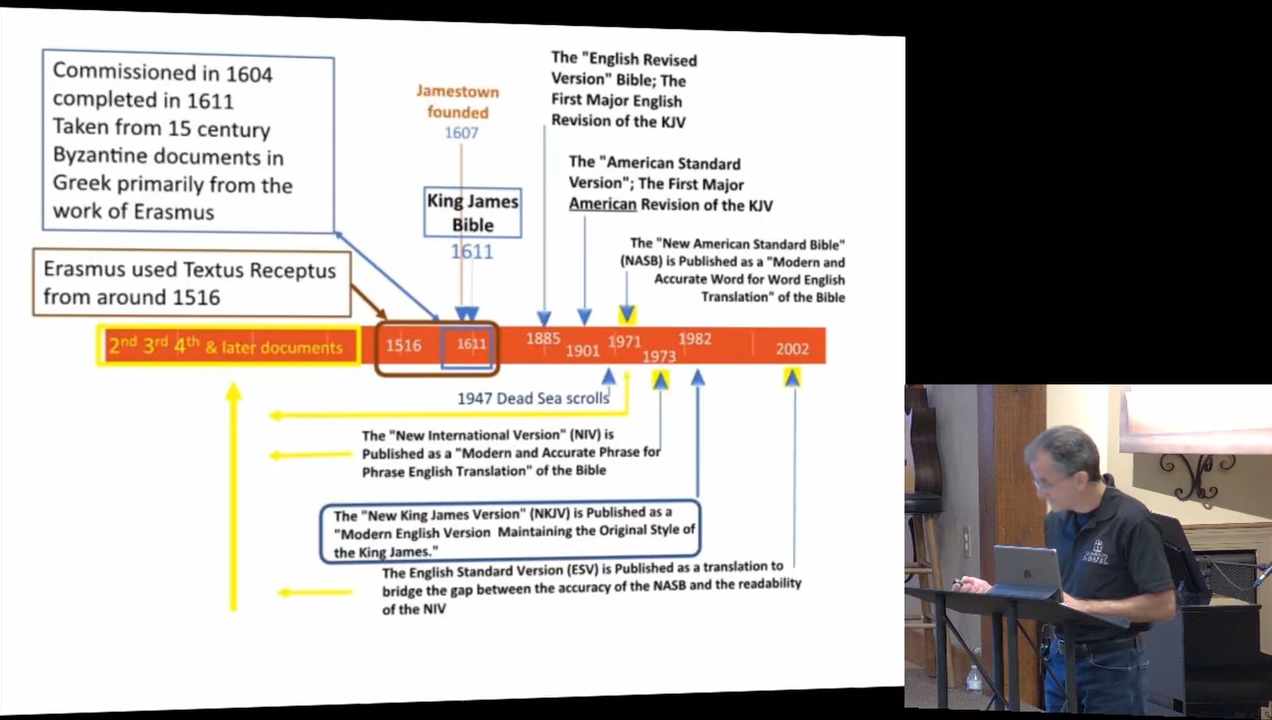 Commissioned in 1604
completed in 1611
Taken from 15 century
Byzantine documents in
Greek primarily from the
work of Erasmus
Erasmus used Textus Receptus
from around 1516
Jamestown
founded
1607
King James
Bible
1611
The "English Revised
Version" Bible; The
First Major English
Revision of the KJV
The "American Standard
Version"; The First Major
American Revision of the KJV
The "New American Standard Bible"
(NASB) is Published as a "Modern and
Accurate Word for Word English
Translation" of the Bible
2nd 3rd 4th & later documents
1516
1611
1885
1901
1971
1973
1982
2002
1947 Dead Sea scrolls
The "New International Version" (NIV) is
Published as a "Modern and Accurate Phrase for
Phrase English Translation" of the Bible
The "New King James Version" (NKJV) is Published as a
"Modern English Version Maintaining the Original Style of
the King James."
The English Standard Version (ESV) is Published as a translation to
bridge the gap between the accuracy of the NASB and the readability
of the NIV